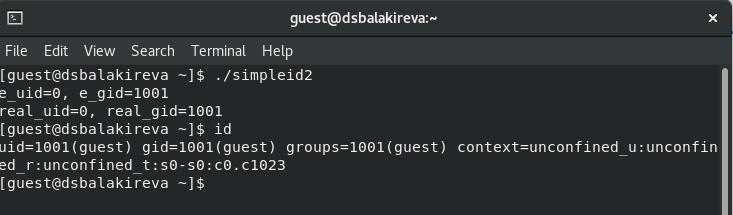 guest@dsbalakireva:~
File Edit View Search Terminal Help
[guest@dsbalakireva ~]$ ./simpleid2
e_uid=0, e_gid=1001
real_uid=0, real_gid=1001
[guest@dsbalakireva ~]$ id
uid=1001(guest) gid=1001(guest) groups=1001(guest) context=unconfined_u:unconfin
ed_r:unconfined_t:s0-s0:c0.c1023
[guest@dsbalakireva ~]$